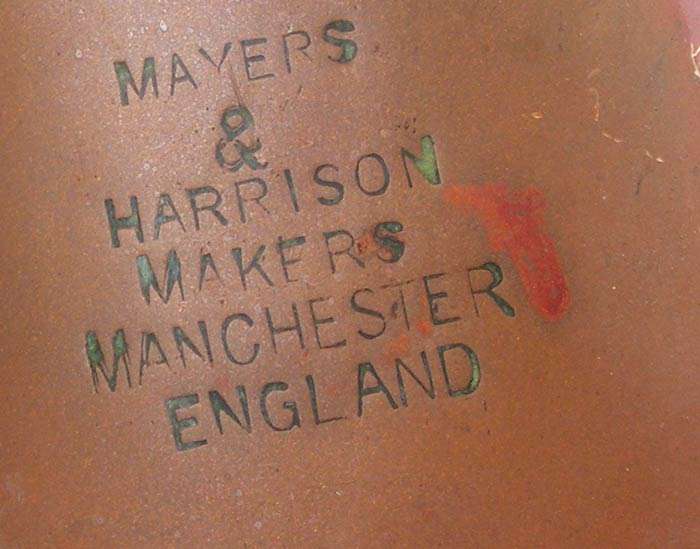 MAYERS
&
HARRISON
MAKERS
MANCHESTER
ENGLAND